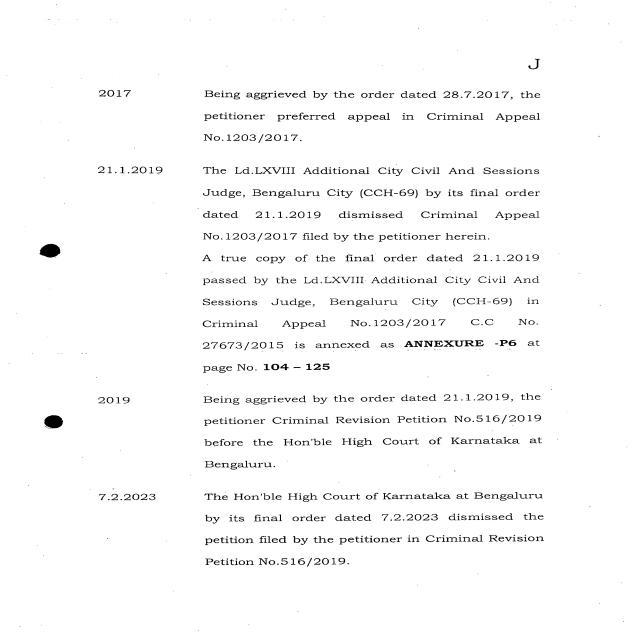 J
2017 Being aggrieved by the order dated 28.7.2017, the
petitioner preferred appeal in Criminal Appeal
No.1203/2017.
21.1.2019 The Ld.LXVIII Additional City Civil And Sessions
Judge, Bengaluru City (CCH-69) by its final order
dated 21.1.2019 dismissed Criminal Appeal
No.1203/2017 filed by the petitioner herein.
A true copy of the final order dated 21.1.2019
passed by the Ld.LXVIII Additional City Civil And
Sessions Judge, Bengaluru City (CCH-69) in
Criminal Appeal No.1203/2017 C.C No.
27673/2015 is annexed as ANNEXURE -P6 at
page No. 104 – 125
2019 Being aggrieved by the order dated 21.1.2019, the
petitioner Criminal Revision Petition No.516/2019
before the Hon'ble High Court of Karnataka at
Bengaluru.
7.2.2023 The Hon'ble High Court of Karnataka at Bengaluru
by its final order dated 7.2.2023 dismissed the
petition filed by the petitioner in Criminal Revision
Petition No.516/2019.